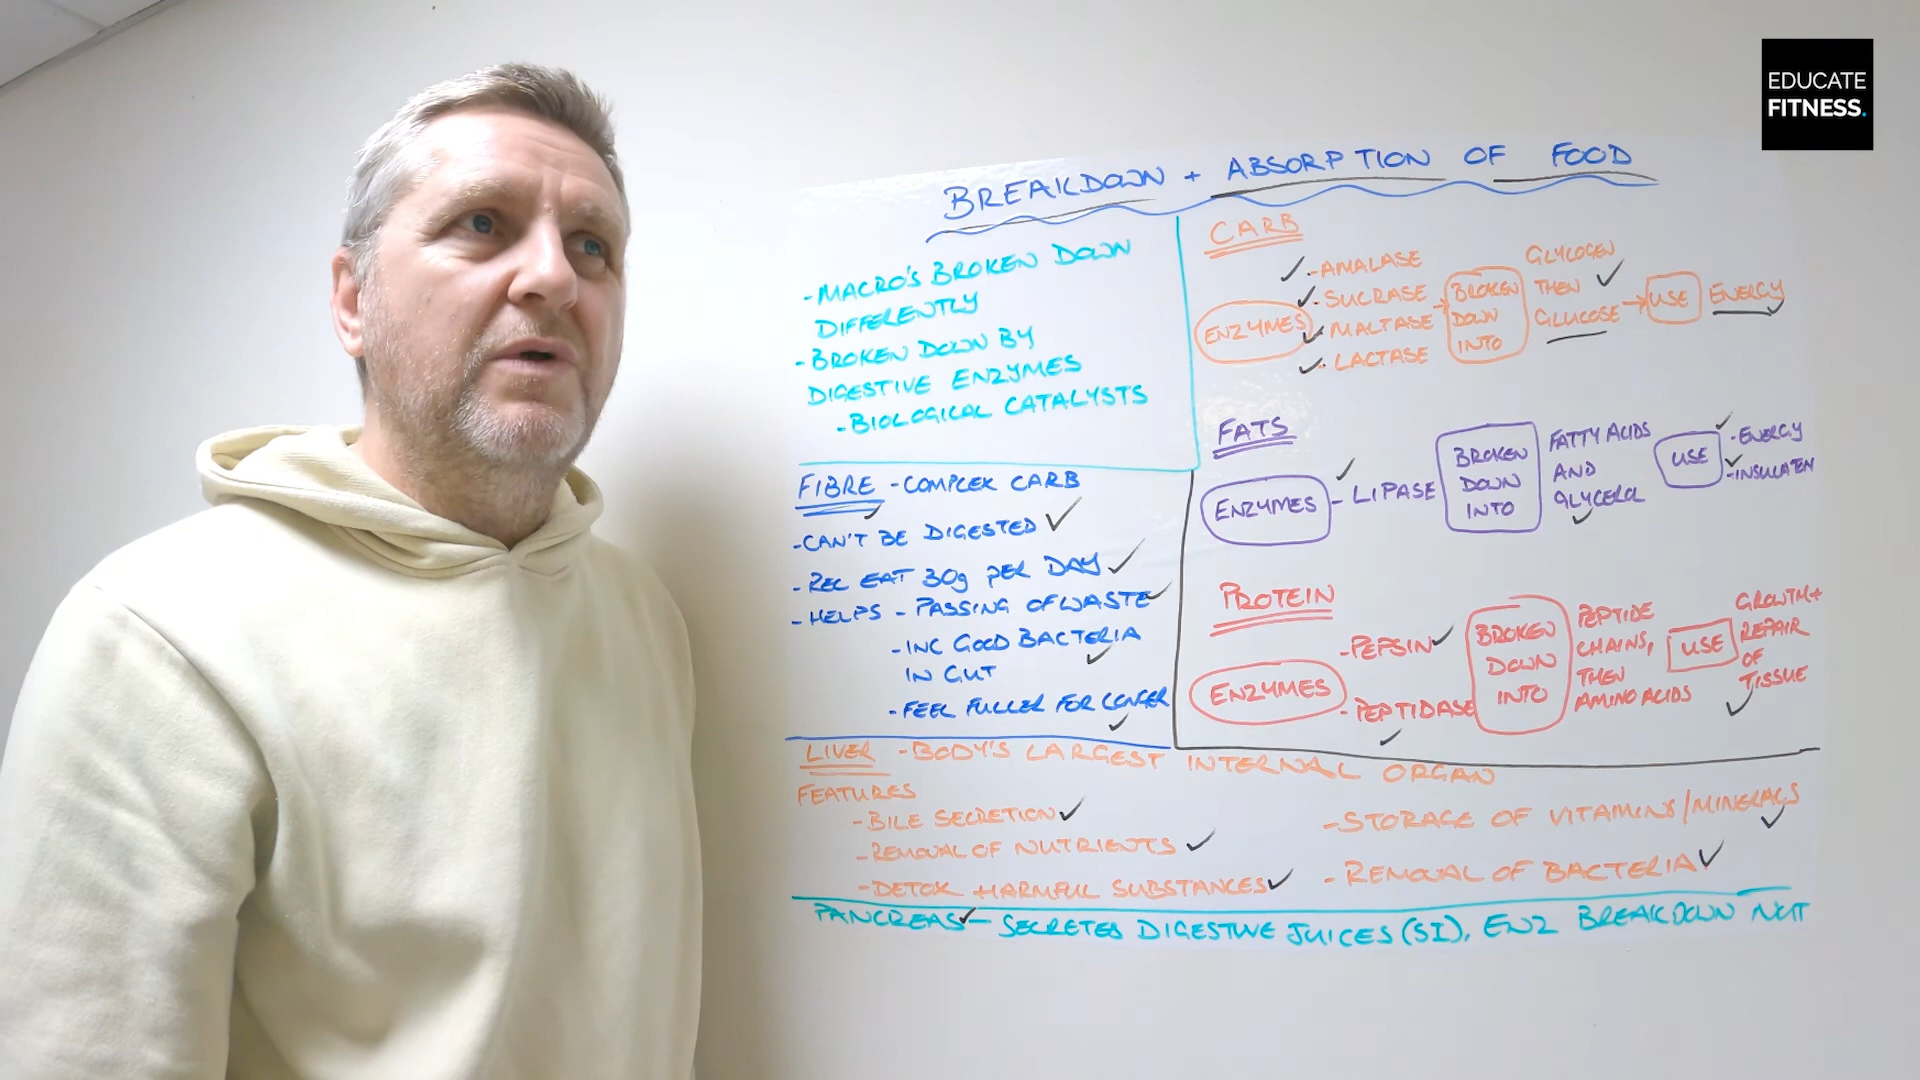 EDUCATE
FITNESS.
BREAKDOWN + ABSORPTION OF FOOD
-MACRO'S BROKEN DOWN
DIFFERENTLY
-BROKEN DOWN BY
DIGESTIVE ENZYMES
-BIOLOGICAL CATALYSTS
FIBRE -COMPLEX CARB
-CAN'T BE DIGESTED
-REC EAT 30g PER DAY
-HELPS - PASSING OF WASTE
-INC GOOD BACTERIA
IN GUT
-FEEL FULLER FOR LONGER
CARB
ENZYMES
-AMALASE
-SUCRASE
-MALTASE
-LACTASE
BROKEN
DOWN
INTO
GLYCOGEN
THEN
GLUCOSE
USE
ENERGY
FATS
ENZYMES
-LIPASE
BROKEN
DOWN
INTO
FATTY ACIDS
AND
GLYCEROL
USE
-ENERGY
-INSULATEN
PROTEIN
ENZYMES
-PEPSIN
-PEPTIDASE
BROKEN
DOWN
INTO
PEPTIDE
CHAINS,
THEN
AMINO ACIDS
USE
GROWTH+
REPAIR
OF
TISSUE
LIVER -BODY'S LARGEST INTERNAL ORGAN
FEATURES
-BILE SECRETION
-REMOVAL OF NUTRIENTS
-DETOX +HARMFUL SUBSTANCES
-STORAGE OF VITAMINS/MINERALS
-REMOVAL OF BACTERIA
PANCREAS - SECRETES DIGESTIVE JUICES (SI), ENZ BREAKDOWN NUT